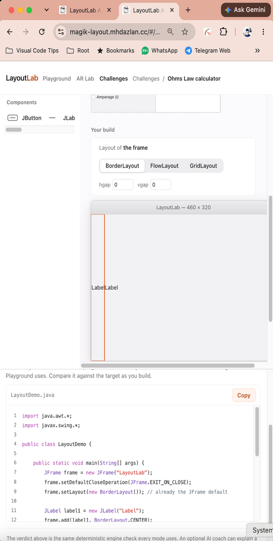 LayoutLab A
LayoutLab A
Ask Gemini
magik-layout.mhdazlan.cc/#/...
Visual Code Tips
Root
Bookmarks
WhatsApp
Telegram Web
LayoutLab
Playground
AR Lab
Challenges
Challenges / Ohms Law calculator
Components
JButton
JLab
Amparage (I)
Your build
Layout of the frame
BorderLayout
FlowLayout
GridLayout
hgap 0
vgap 0
LayoutLab — 460 × 320
LabelLabel
Playground uses. Compare it against the target as you build.
LayoutDemo.java
Copy
1 import java.awt.*;
2 import javax.swing.*;
3
4 public class LayoutDemo {
5
6 public static void main(String[] args) {
7 JFrame frame = new JFrame("LayoutLab");
8 frame.setDefaultCloseOperation(JFrame.EXIT_ON_CLOSE);
9 frame.setLayout(new BorderLayout()); // already the JFrame default
10
11 JLabel label1 = new JLabel("Label");
12 frame.add(label1, BorderLayout.CENTER);
System
The verdict above is the same deterministic engine check every mode uses. An optional AI coach can explain a